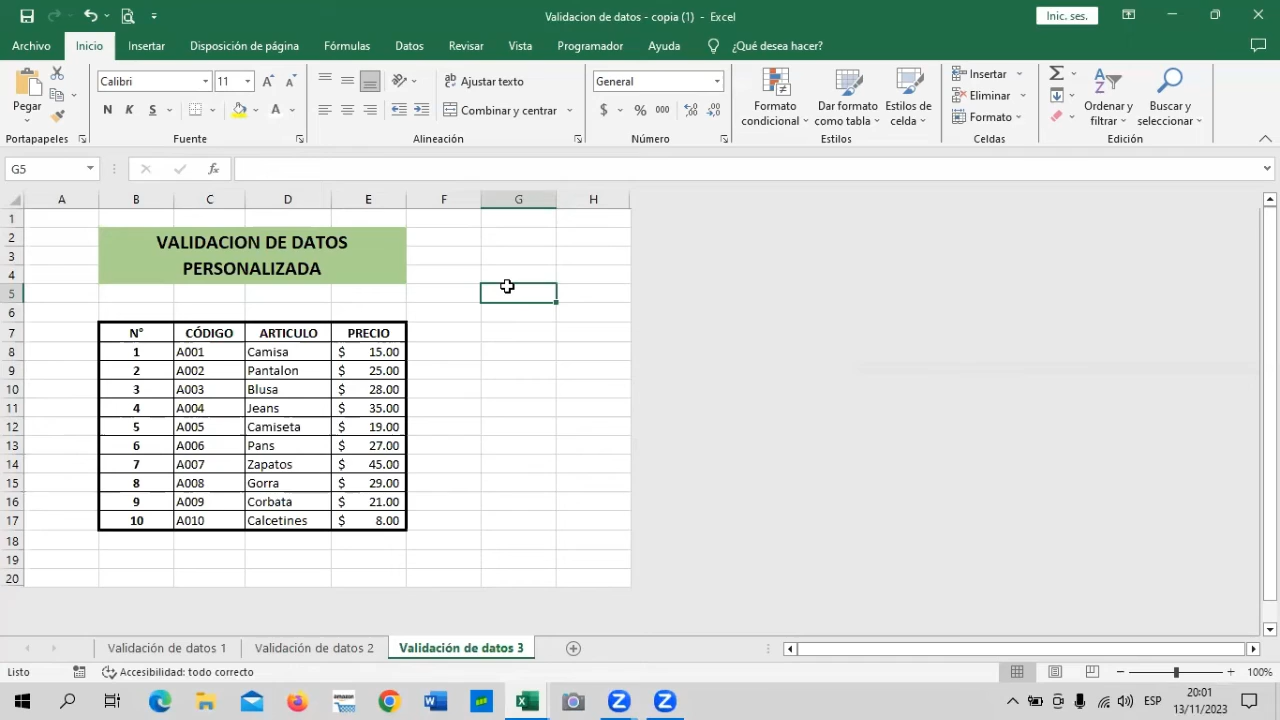 Validacion de datos - copia (1) - Excel
Inic. ses.
Archivo Inicio Insertar Disposición de página Fórmulas Datos Revisar Vista Programador Ayuda ¿Qué desea hacer?
Pegar
Calibri 11
N K S
Ajustar texto
Combinar y centrar
General
$ % 000
Formato condicional
Dar formato como tabla
Estilos de celda
Insertar
Eliminar
Formato
Ordenar y filtrar
Buscar y seleccionar
Portapapeles Fuente Alineación Número Estilos Celdas Edición
G5 fx
A B C D E F G H
1
2 VALIDACION DE DATOS
3
4 PERSONALIZADA
5
6
7 N° CÓDIGO ARTICULO PRECIO
8 1 A001 Camisa $ 15.00
9 2 A002 Pantalon $ 25.00
10 3 A003 Blusa $ 28.00
11 4 A004 Jeans $ 35.00
12 5 A005 Camiseta $ 19.00
13 6 A006 Pans $ 27.00
14 7 A007 Zapatos $ 45.00
15 8 A008 Gorra $ 29.00
16 9 A009 Corbata $ 21.00
17 10 A010 Calcetines $ 8.00
18
19
20
Validación de datos 1 Validación de datos 2 Validación de datos 3
Listo Accesibilidad: todo correcto 100%
ESP 20:01
13/11/2023